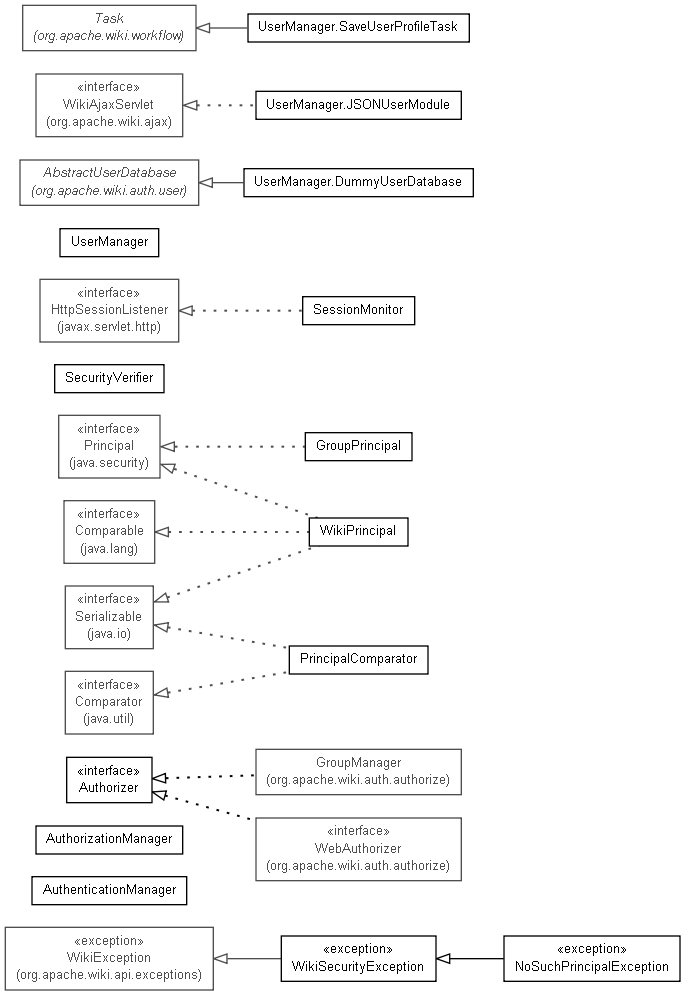 Task
(org.apache.wiki.workflow)
UserManager.SaveUserProfileTask
«interface»
WikiAjaxServlet
(org.apache.wiki.ajax)
UserManager.JSONUserModule
AbstractUserDatabase
(org.apache.wiki.auth.user)
UserManager.DummyUserDatabase
UserManager
«interface»
HttpSessionListener
(javax.servlet.http)
SessionMonitor
SecurityVerifier
«interface»
Principal
(java.security)
GroupPrincipal
«interface»
Comparable
(java.lang)
WikiPrincipal
«interface»
Serializable
(java.io)
PrincipalComparator
«interface»
Comparator
(java.util)
«interface»
Authorizer
GroupManager
(org.apache.wiki.auth.authorize)
«interface»
WebAuthorizer
(org.apache.wiki.auth.authorize)
AuthorizationManager
AuthenticationManager
«exception»
WikiException
(org.apache.wiki.api.exceptions)
«exception»
WikiSecurityException
«exception»
NoSuchPrincipalException